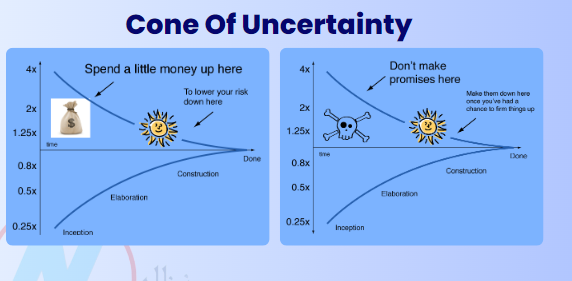 Cone Of Uncertainty
4x
Spend a little money up here
To lower your risk
down here
2x
$
1.25x
time
Done
0.8x
Construction
0.5x
Elaboration
0.25x
Inception
4x
Don't make
promises here
Make them down here
once you've had a
chance to firm things up
2x
1.25x
time
Done
0.8x
Construction
0.5x
Elaboration
0.25x
Inception